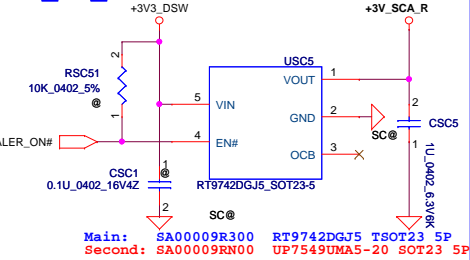 +3V3_DSW
+3V_SCA_R
USC5
RSC51
10K_0402_5%
@
2
1
VOUT
1
5
VIN
GND
2
2
CSC5
ALER_ON#
4
EN#
SC@
1
OCB
3
1U_0402_6.3V6K
CSC1
0.1U_0402_16V4Z
1
@
2
RT9742DGJ5_SOT23-5
SC@
Main: SA00009R300 RT9742DGJ5 TSOT23 5P
Second: SA00009RN00 UP7549UMA5-20 SOT23 5P